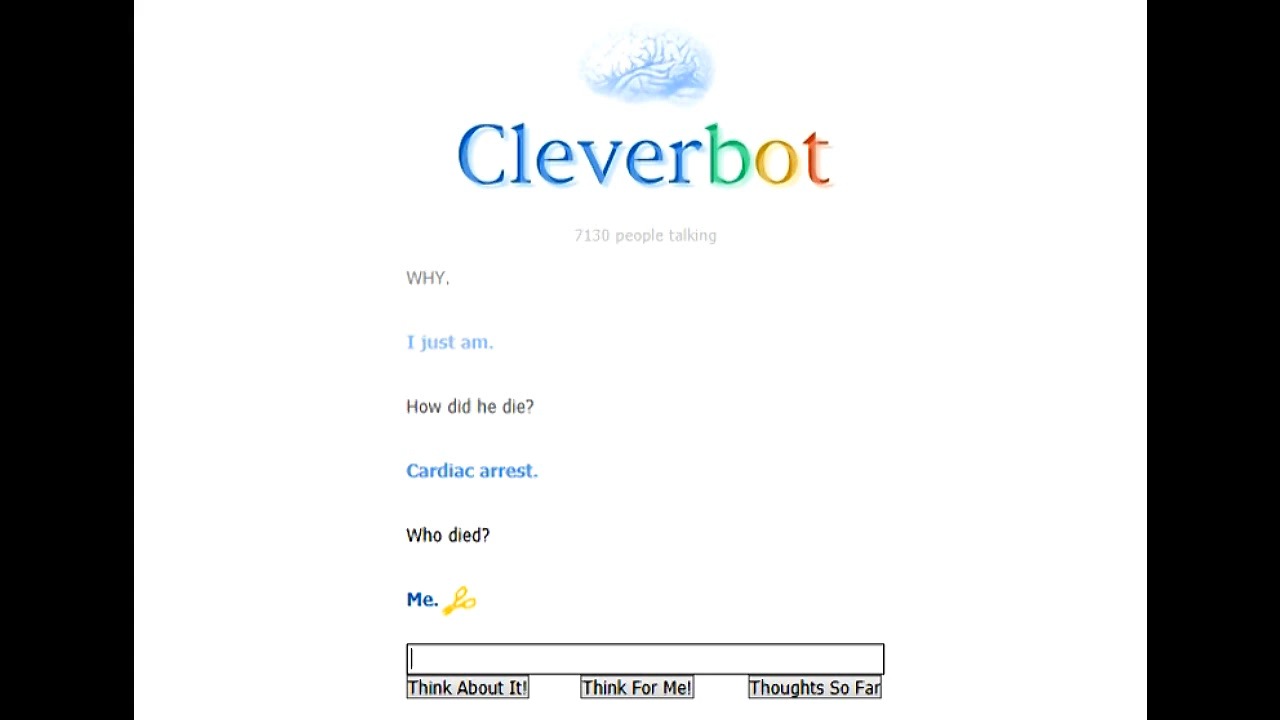 Cleverbot
7130 people talking
WHY.
I just am.
How did he die?
Cardiac arrest.
Who died?
Me.
Think About It! Think For Me! Thoughts So Far